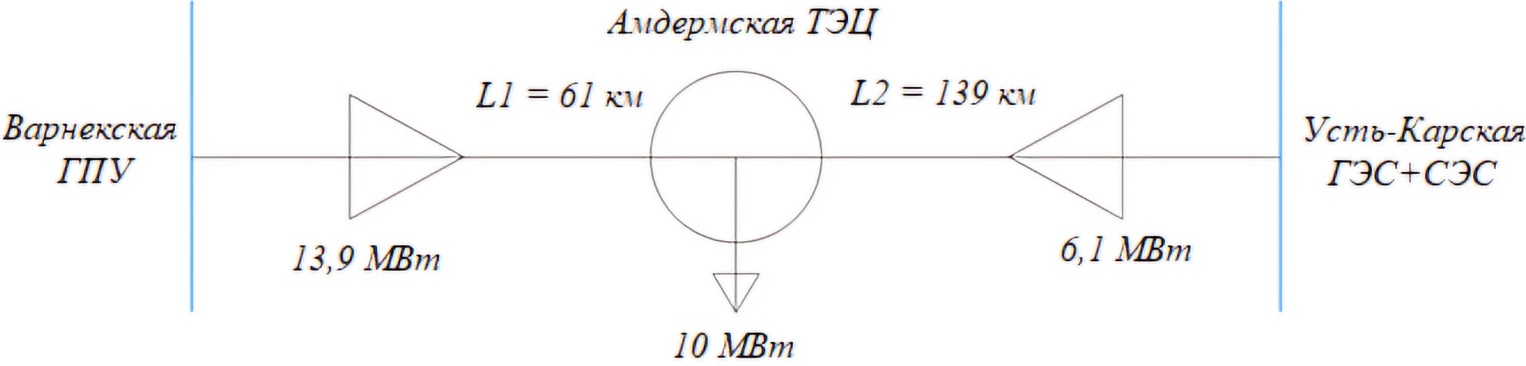 Амдермская ТЭЦ
L1 = 61 км
L2 = 139 км
Варнекская
ГПУ
Усть-Карская
ГЭС+СЭС
13,9 МВт
6,1 МВт
10 МВт